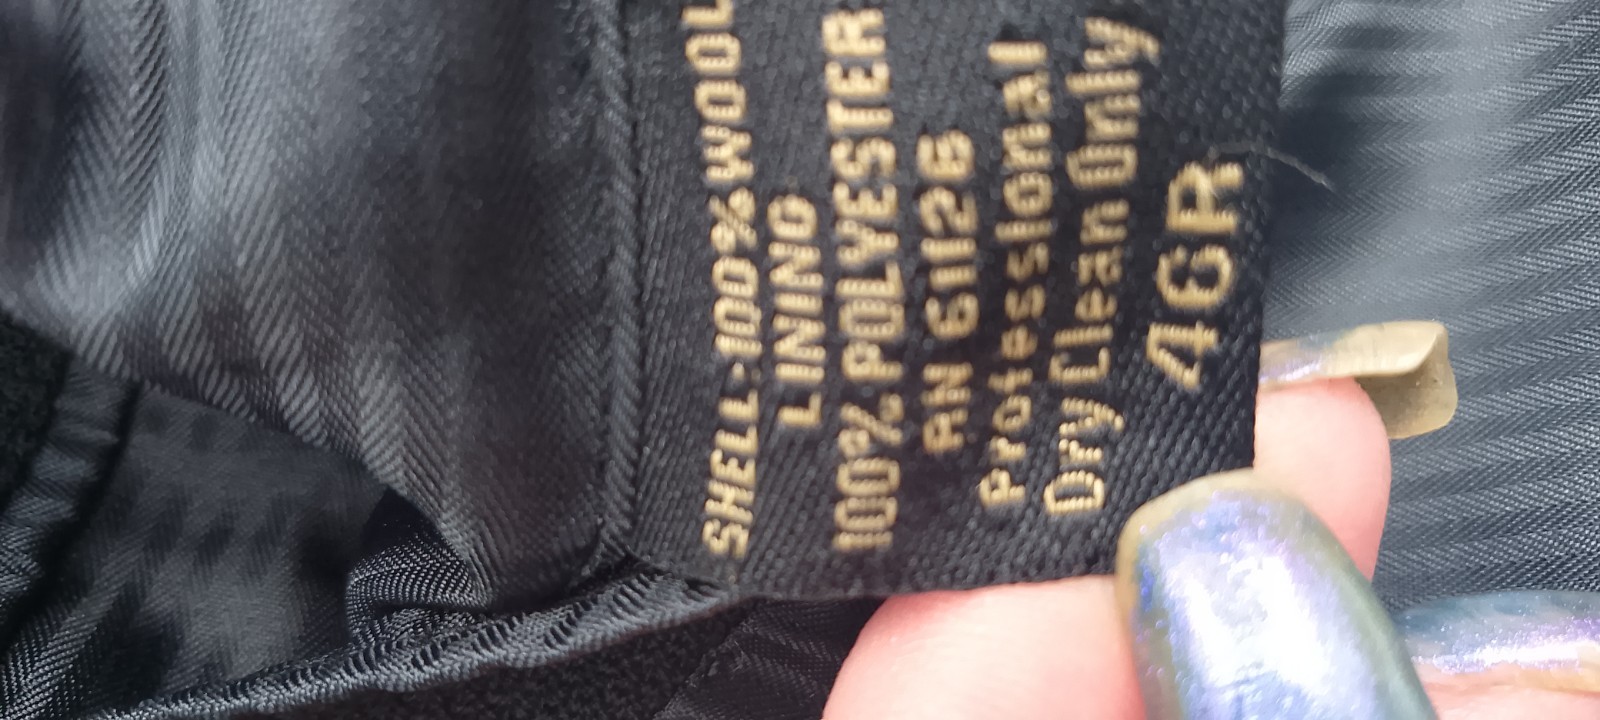 SHELL:100%WOOL
LINING
100% POLYESTER
RN 61126
Professional
Dry Clean Only
46R